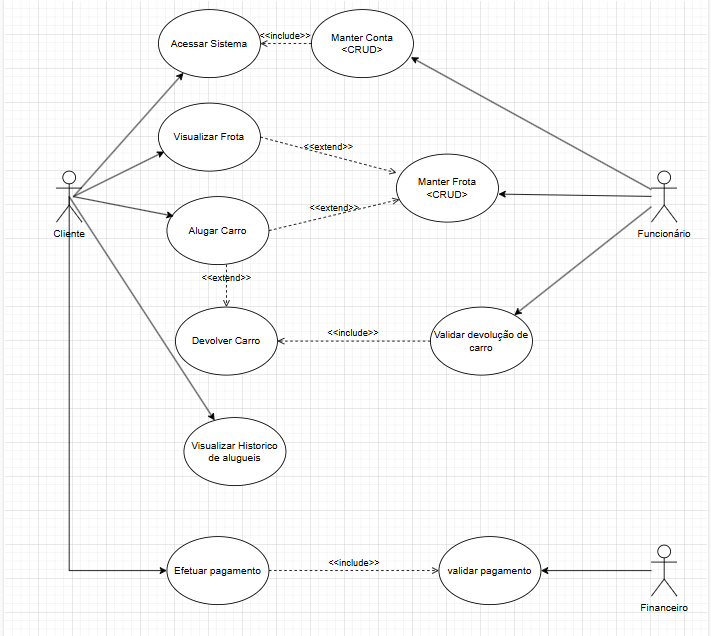 Acessar Sistema
<<include>>
Manter Conta
<CRUD>
Visualizar Frota
<<extend>>
Manter Frota
<CRUD>
<<extend>>
Alugar Carro
Cliente
Funcionário
<<extend>>
Devolver Carro
<<include>>
Validar devolução de
carro
Visualizar Historico
de alugueis
Efetuar pagamento
<<include>>
validar pagamento
Financeiro